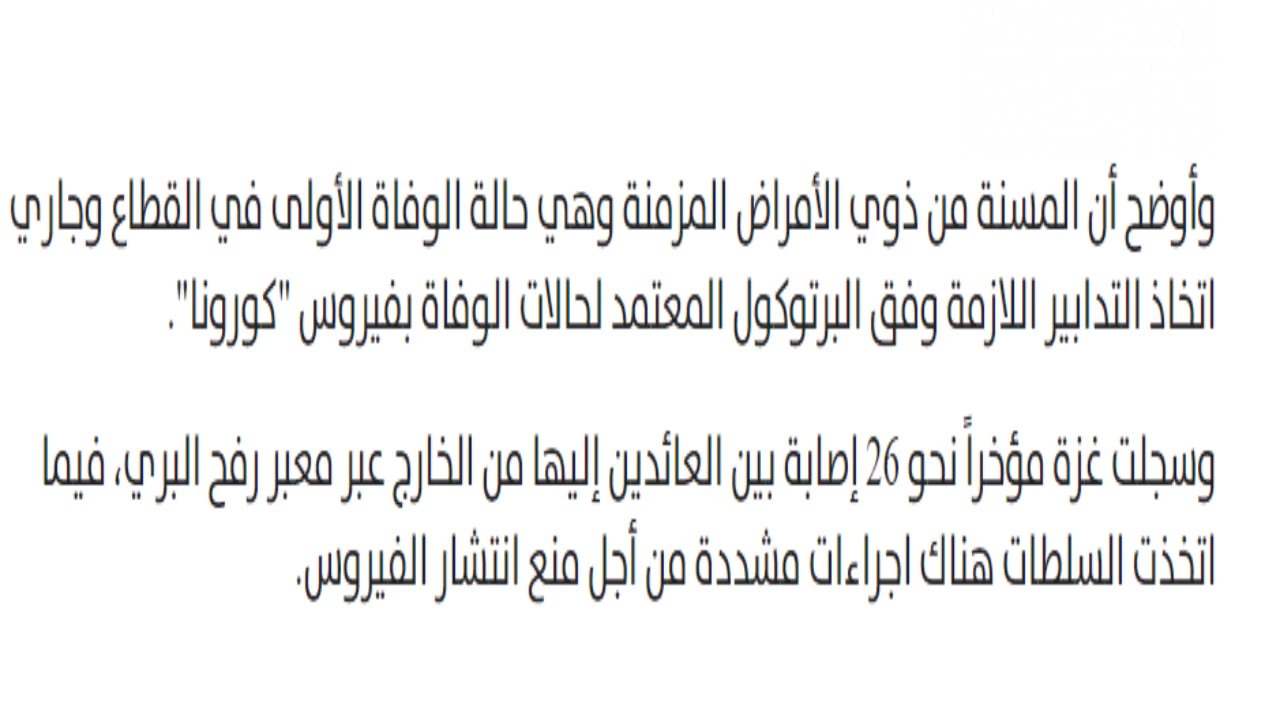 وأوضح أن المسنة من ذوي الأمراض المزمنة وهي حالة الوفاة الأولى في القطاع وجاري
اتخاذ التدابير اللازمة وفق البرتوكول المعتمد لحالات الوفاة بفيروس "كورونا".
وسجلت غزة مؤخراً نحو 26 إصابة بين العائدين إليها من الخارج عبر معبر رفح البري، فيما
اتخذت السلطات هناك اجراءات مشددة من أجل منع انتشار الفيروس.